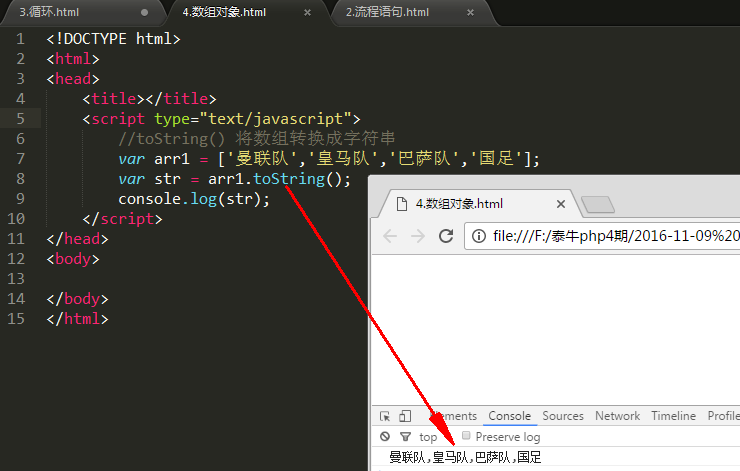 3.循环.html
4.数组对象.html ×
2.流程语句.html ×
1 <!DOCTYPE html>
2 <html>
3 <head>
4 <title></title>
5 <script type="text/javascript">
6 //toString() 将数组转换成字符串
7 var arr1 = ['曼联队','皇马队','巴萨队','国足'];
8 var str = arr1.toString();
9 console.log(str);
10 </script>
11 </head>
12 <body>
13
14 </body>
15 </html>
4.数组对象.html ×
file:///F:/泰牛php4期/2016-11-09%20
Elements Console Sources Network Timeline Profile
top Preserve log
曼联队,皇马队,巴萨队,国足